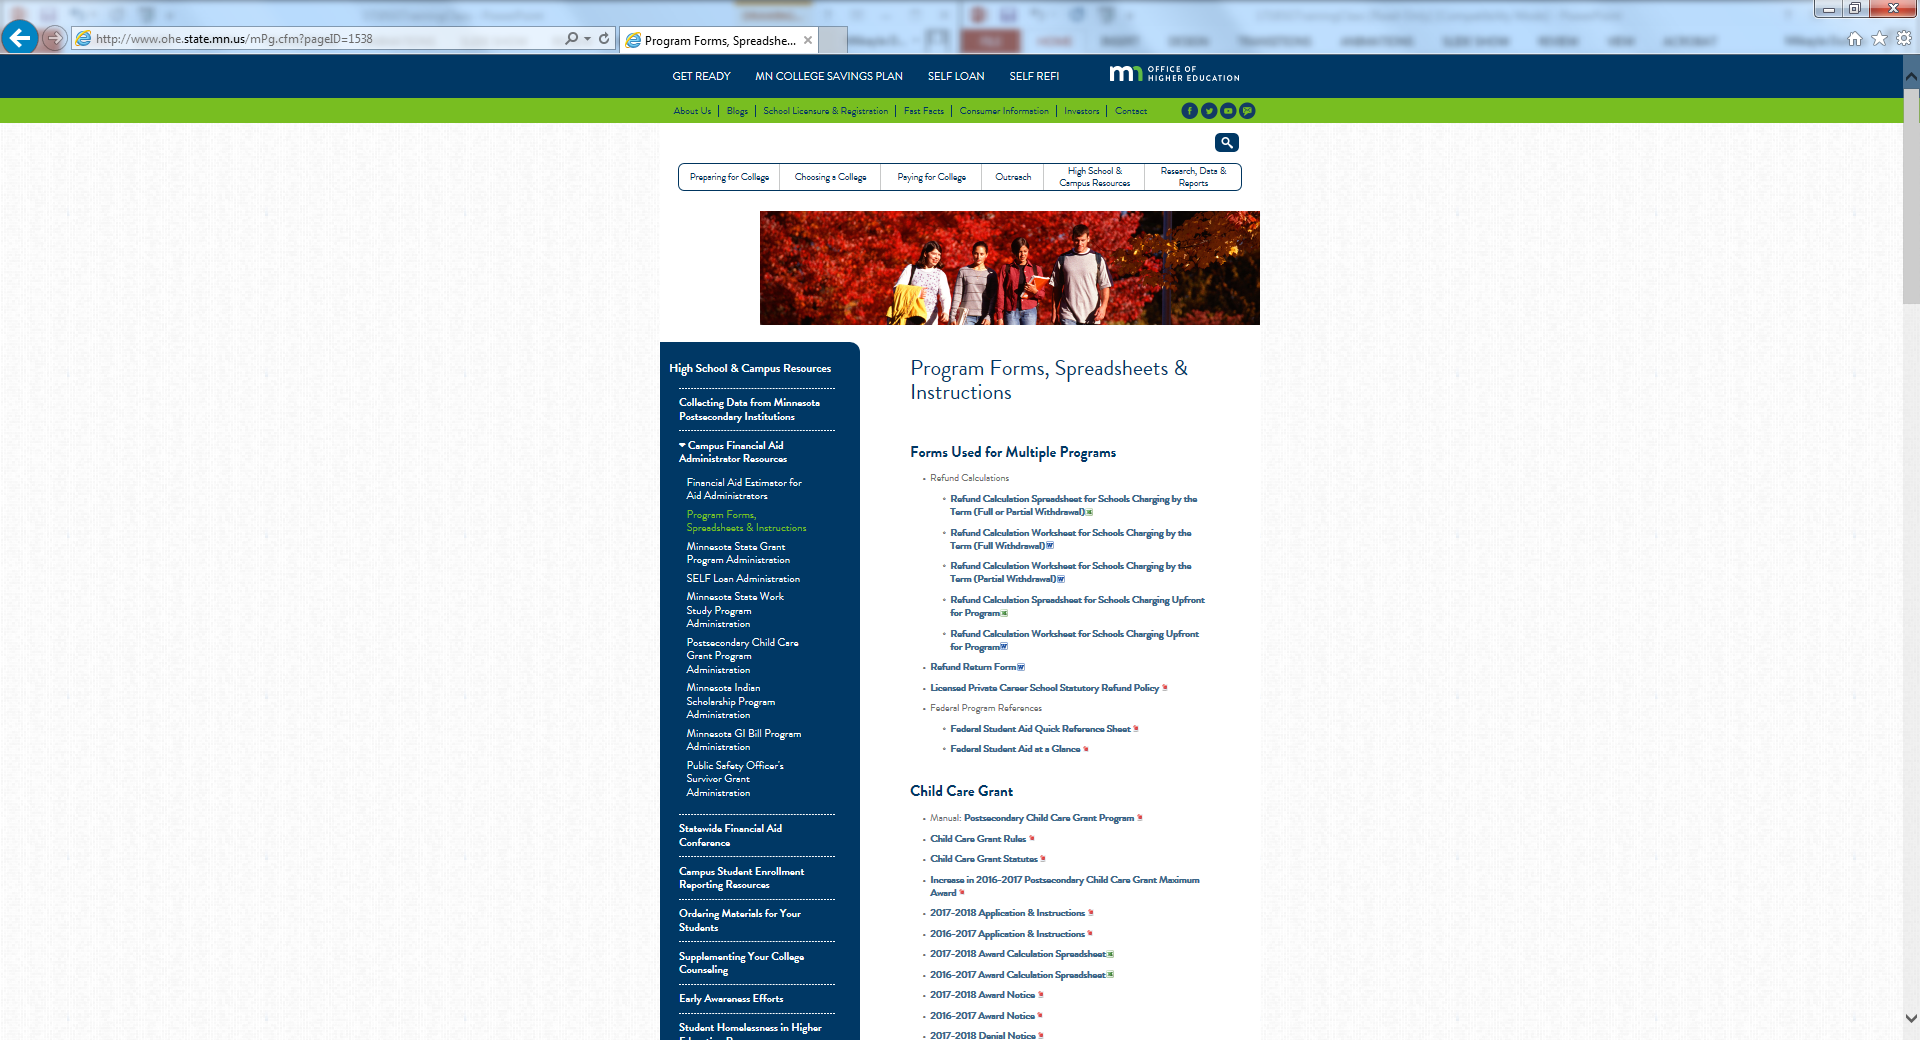 http://www.ohe.state.mn.us/mPg.cfm?pageID=1538
Program Forms, Spreadshe...
GET READY MN COLLEGE SAVINGS PLAN SELF LOAN SELF REFI
mn OFFICE OF
HIGHER EDUCATION
About Us | Blogs | School Licensure & Registration | Fast Facts | Consumer Information | Investors | Contact
Preparing for College
Choosing a College
Paying for College
Outreach
High School &
Campus Resources
Research, Data &
Reports
High School & Campus Resources
Collecting Data from Minnesota
Postsecondary Institutions
Campus Financial Aid
Administrator Resources
Financial Aid Estimator for
Aid Administrators
Program Forms,
Spreadsheets & Instructions
Minnesota State Grant
Program Administration
SELF Loan Administration
Minnesota State Work
Study Program
Administration
Postsecondary Child Care
Grant Program
Administration
Minnesota Indian
Scholarship Program
Administration
Minnesota GI Bill Program
Administration
Public Safety Officer's
Survivor Grant
Administration
Statewide Financial Aid
Conference
Campus Student Enrollment
Reporting Resources
Ordering Materials for Your
Students
Supplementing Your College
Counseling
Early Awareness Efforts
Student Homelessness in Higher
Program Forms, Spreadsheets &
Instructions
Forms Used for Multiple Programs
Refund Calculations
Refund Calculation Spreadsheet for Schools Charging by the
Term (Full or Partial Withdrawal)
Refund Calculation Worksheet for Schools Charging by the
Term (Full Withdrawal)
Refund Calculation Worksheet for Schools Charging by the
Term (Partial Withdrawal)
Refund Calculation Spreadsheet for Schools Charging Upfront
for Program
Refund Calculation Worksheet for Schools Charging Upfront
for Program
Refund Return Form
Licensed Private Career School Statutory Refund Policy
Federal Program References
Federal Student Aid Quick Reference Sheet
Federal Student Aid at a Glance
Child Care Grant
Manual: Postsecondary Child Care Grant Program
Child Care Grant Rules
Child Care Grant Statutes
Increase in 2016-2017 Postsecondary Child Care Grant Maximum
Award
2017-2018 Application & Instructions
2016-2017 Application & Instructions
2017-2018 Award Calculation Spreadsheet
2016-2017 Award Calculation Spreadsheet
2017-2018 Award Notice
2016-2017 Award Notice
2017-2018 Denial Notice